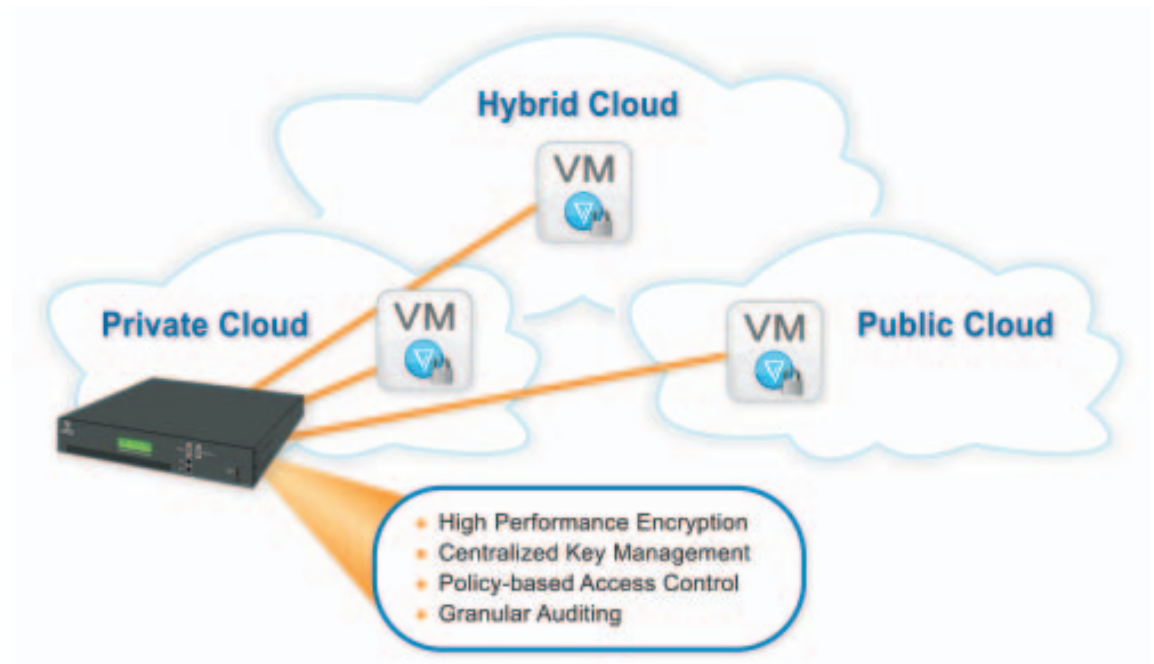 Hybrid Cloud
VM
Private Cloud
VM
VM
Public Cloud
High Performance Encryption
Centralized Key Management
Policy-based Access Control
Granular Auditing